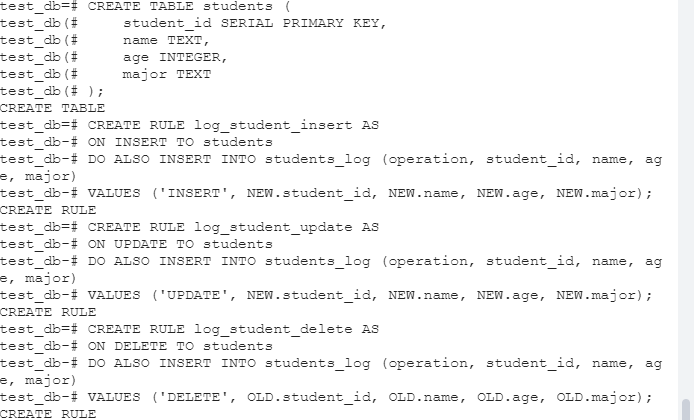 test_db=# CREATE TABLE students (
test_db(#     student_id SERIAL PRIMARY KEY,
test_db(#     name TEXT,
test_db(#     age INTEGER,
test_db(#     major TEXT
test_db(# );
CREATE TABLE
test_db=# CREATE RULE log_student_insert AS
test_db-# ON INSERT TO students
test_db-# DO ALSO INSERT INTO students_log (operation, student_id, name, ag
e, major)
test_db-# VALUES ('INSERT', NEW.student_id, NEW.name, NEW.age, NEW.major);
CREATE RULE
test_db=# CREATE RULE log_student_update AS
test_db-# ON UPDATE TO students
test_db-# DO ALSO INSERT INTO students_log (operation, student_id, name, ag
e, major)
test_db-# VALUES ('UPDATE', NEW.student_id, NEW.name, NEW.age, NEW.major);
CREATE RULE
test_db=# CREATE RULE log_student_delete AS
test_db-# ON DELETE TO students
test_db-# DO ALSO INSERT INTO students_log (operation, student_id, name, ag
e, major)
test_db-# VALUES ('DELETE', OLD.student_id, OLD.name, OLD.age, OLD.major);
CREATE RULE